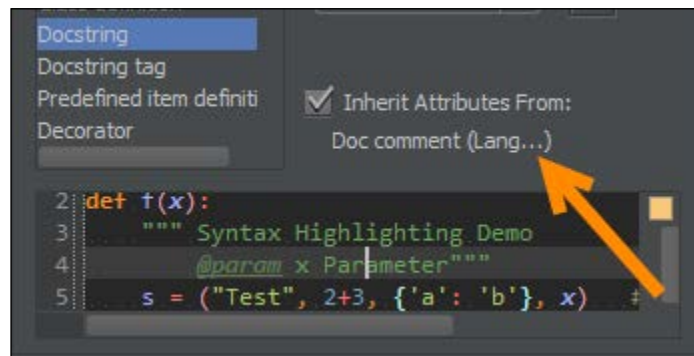 Docstring
Docstring tag
Predefined item definiti
Decorator
Inherit Attributes From:
Doc comment (Lang...)
2 def f(x):
3 """ Syntax Highlighting Demo
4 @param x Parameter"""
5 s = ("Test", 2+3, {'a': 'b'}, x) #